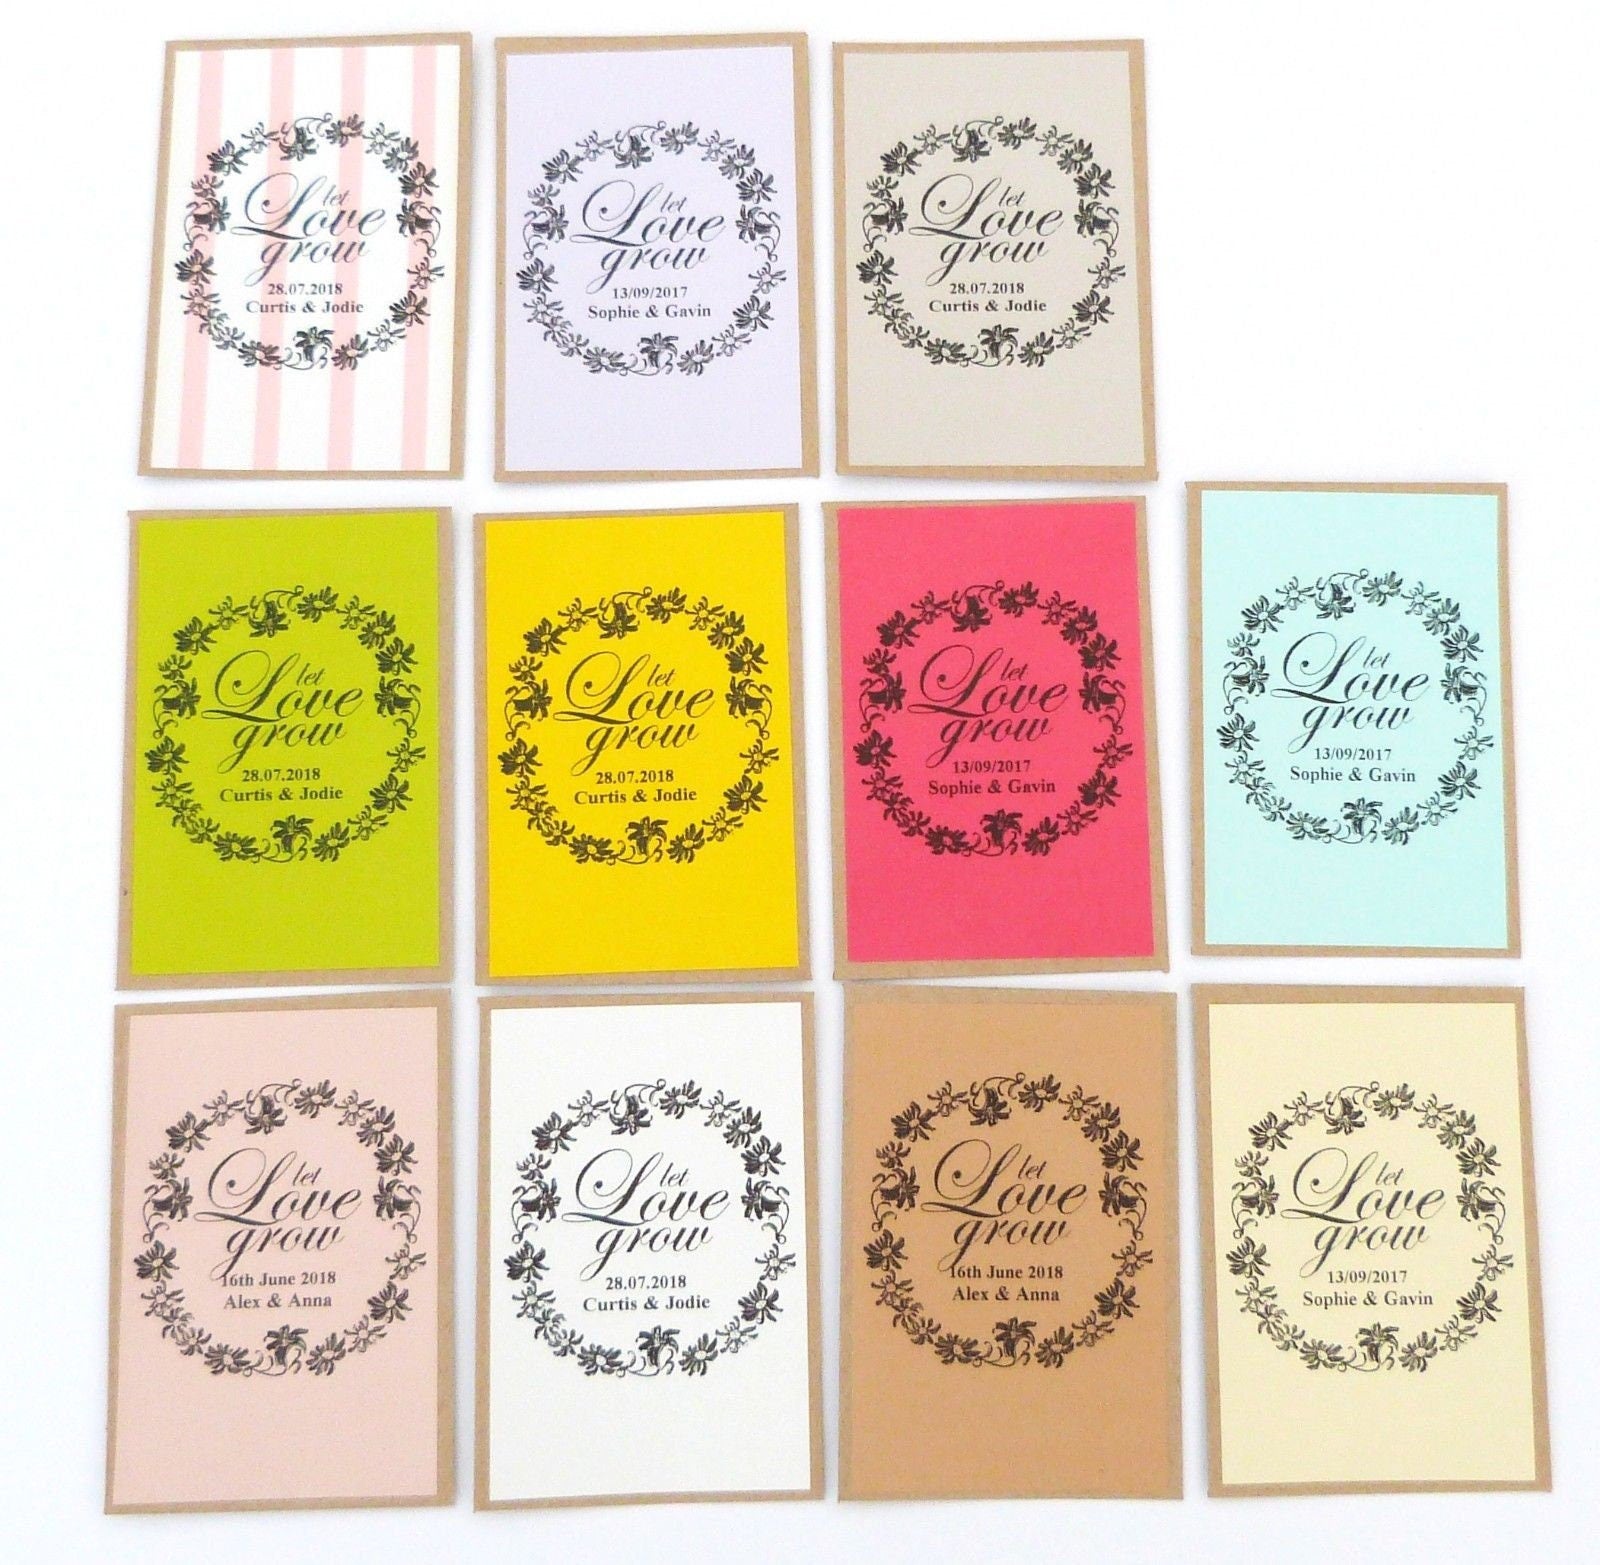 let
Love
grow
28.07.2018
Curtis & Jodie
let
Love
grow
13/09/2017
Sophie & Gavin
let
Love
grow
28.07.2018
Curtis & Jodie
let
Love
grow
28.07.2018
Curtis & Jodie
let
Love
grow
28.07.2018
Curtis & Jodie
let
Love
grow
13/09/2017
Sophie & Gavin
let
Love
grow
13/09/2017
Sophie & Gavin
let
Love
grow
16th June 2018
Alex & Anna
let
Love
grow
28.07.2018
Curtis & Jodie
let
Love
grow
16th June 2018
Alex & Anna
let
Love
grow
13/09/2017
Sophie & Gavin